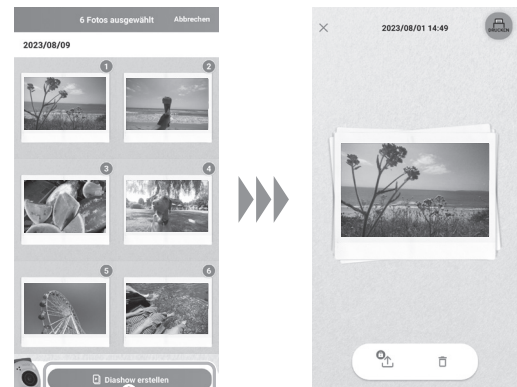 6 Fotos ausgewählt Abbrechen
2023/08/09
1 2
3 4
5 6
Diashow erstellen
2023/08/01 14:49
DRUCKEN